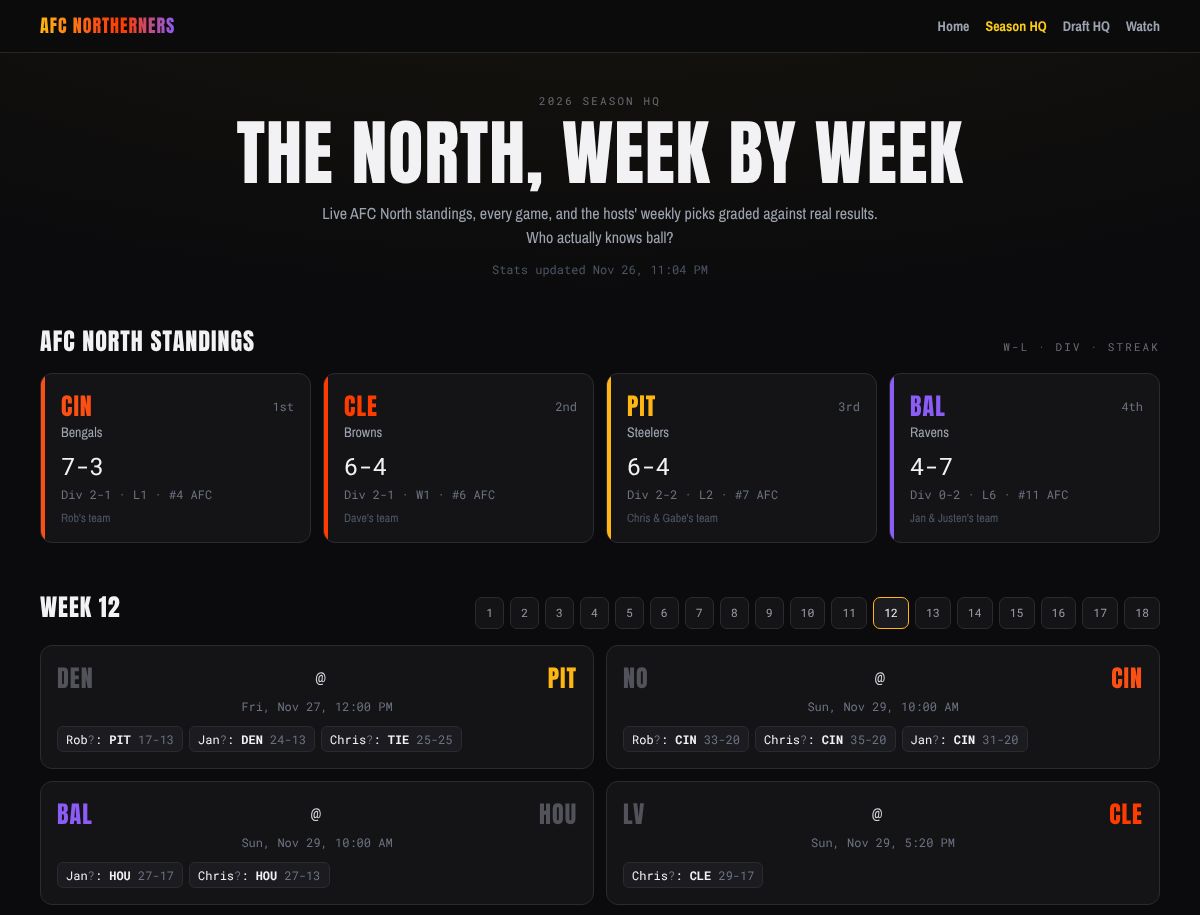 AFC NORTHERNERS
Home Season HQ Draft HQ Watch
2026 SEASON HQ
THE NORTH, WEEK BY WEEK
Live AFC North standings, every game, and the hosts' weekly picks graded against real results.
Who actually knows ball?
Stats updated Nov 26, 11:04 PM
AFC NORTH STANDINGS
W-L · DIV · STREAK
CIN 1st
Bengals
7-3
Div 2-1 · L1 · #4 AFC
Rob's team
CLE 2nd
Browns
6-4
Div 2-1 · W1 · #6 AFC
Dave's team
PIT 3rd
Steelers
6-4
Div 2-2 · L2 · #7 AFC
Chris & Gabe's team
BAL 4th
Ravens
4-7
Div 0-2 · L6 · #11 AFC
Jan & Justen's team
WEEK 12
1 2 3 4 5 6 7 8 9 10 11 12 13 14 15 16 17 18
DEN @ PIT
Fri, Nov 27, 12:00 PM
Rob?: PIT 17-13 Jan?: DEN 24-13 Chris?: TIE 25-25
NO @ CIN
Sun, Nov 29, 10:00 AM
Rob?: CIN 33-20 Chris?: CIN 35-20 Jan?: CIN 31-20
BAL @ HOU
Sun, Nov 29, 10:00 AM
Jan?: HOU 27-17 Chris?: HOU 27-13
LV @ CLE
Sun, Nov 29, 5:20 PM
Chris?: CLE 29-17